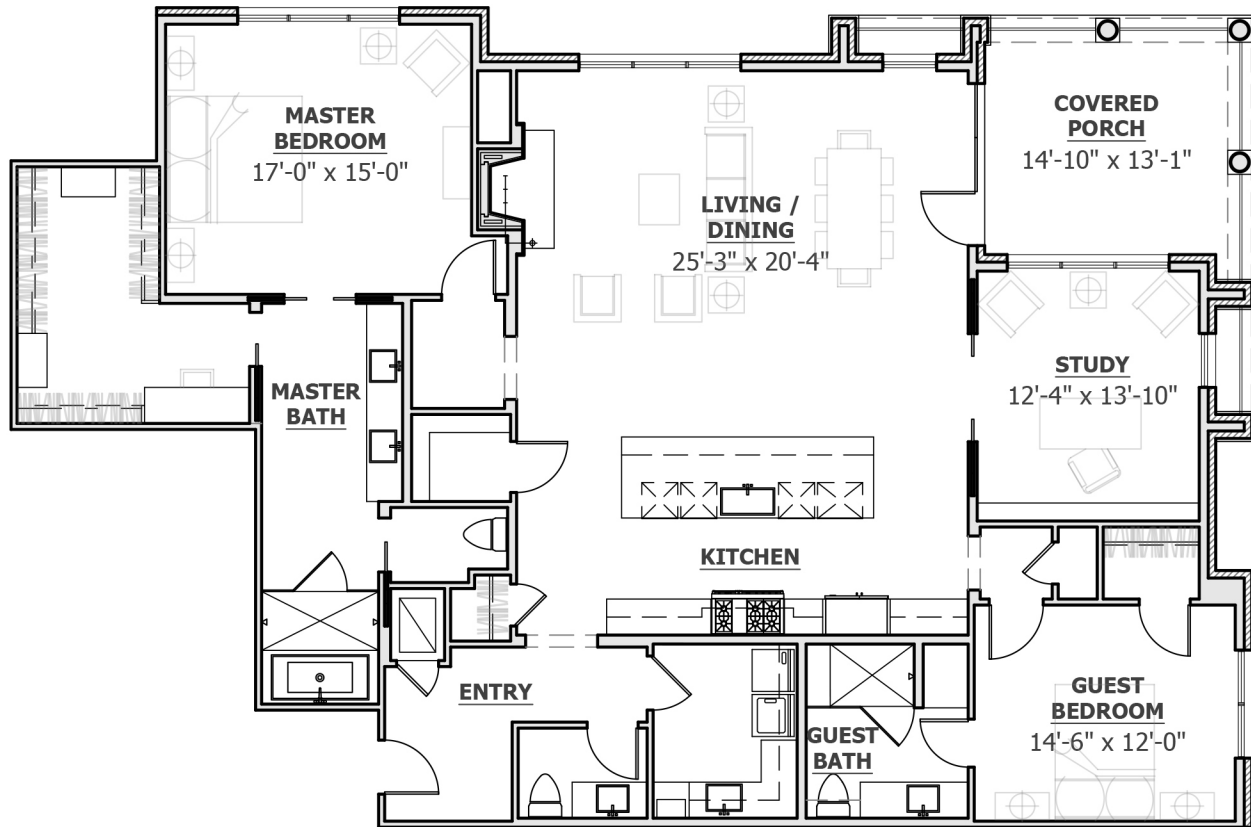 MASTER
BEDROOM
17'-0" x 15'-0"
COVERED
PORCH
14'-10" x 13'-1"
LIVING /
DINING
25'-3" x 20'-4"
STUDY
12'-4" x 13'-10"
MASTER
BATH
KITCHEN
ENTRY
GUEST
BATH
GUEST
BEDROOM
14'-6" x 12'-0"